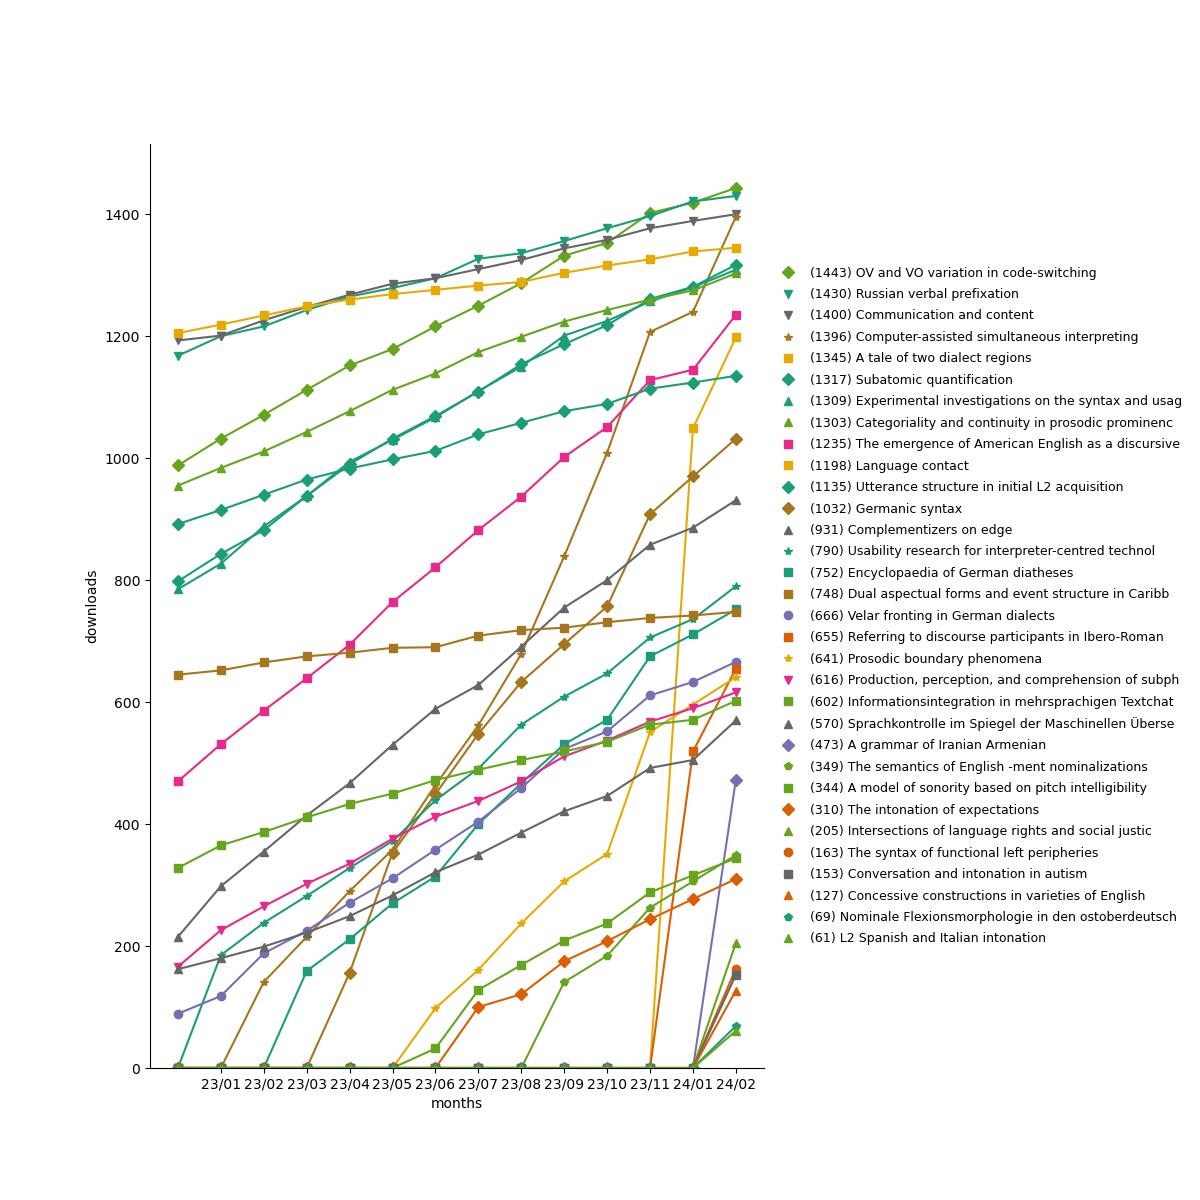 1400
1200
1000
800
600
400
200
0
downloads
23/01 23/02 23/03 23/04 23/05 23/06 23/07 23/08 23/09 23/10 23/11 24/01 24/02
months
(1443) OV and VO variation in code-switching
(1430) Russian verbal prefixation
(1400) Communication and content
(1396) Computer-assisted simultaneous interpreting
(1345) A tale of two dialect regions
(1317) Subatomic quantification
(1309) Experimental investigations on the syntax and usag
(1303) Categoriality and continuity in prosodic prominenc
(1235) The emergence of American English as a discursive
(1198) Language contact
(1135) Utterance structure in initial L2 acquisition
(1032) Germanic syntax
(931) Complementizers on edge
(790) Usability research for interpreter-centred technol
(752) Encyclopaedia of German diatheses
(748) Dual aspectual forms and event structure in Caribb
(666) Velar fronting in German dialects
(655) Referring to discourse participants in Ibero-Roman
(641) Prosodic boundary phenomena
(616) Production, perception, and comprehension of subph
(602) Informationsintegration in mehrsprachigen Textchat
(570) Sprachkontrolle im Spiegel der Maschinellen Überse
(473) A grammar of Iranian Armenian
(349) The semantics of English -ment nominalizations
(344) A model of sonority based on pitch intelligibility
(310) The intonation of expectations
(205) Intersections of language rights and social justic
(163) The syntax of functional left peripheries
(153) Conversation and intonation in autism
(127) Concessive constructions in varieties of English
(69) Nominale Flexionsmorphologie in den ostoberdeutsch
(61) L2 Spanish and Italian intonation